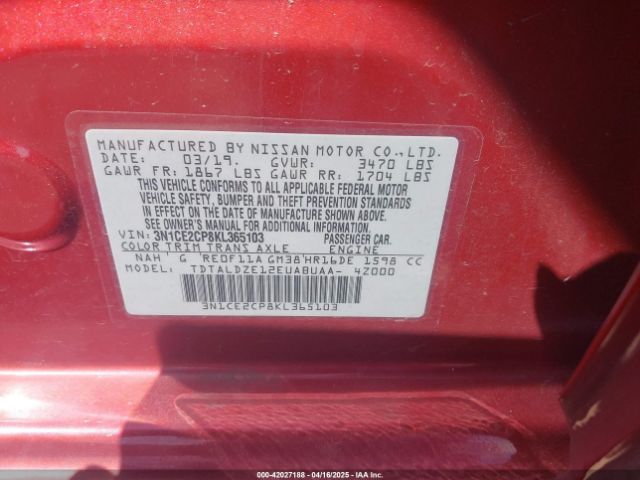 MANUFACTURED BY NISSAN MOTOR CO.,LTD.
DATE: 03/19. GVWR: 3470 LBS
GAWR FR: 1867 LBS GAWR RR: 1704 LBS
THIS VEHICLE CONFORMS TO ALL APPLICABLE FEDERAL MOTOR
VEHICLE SAFETY, BUMPER AND THEFT PREVENTION STANDARDS
IN EFFECT ON THE DATE OF MANUFACTURE SHOWN ABOVE.
SEE OWNER'S MANUAL FOR ADDITIONAL INFORMATION.
VIN: 3N1CE2CP8KL365103 PASSENGER CAR.
COLOR TRIM TRANS AXLE ENGINE
NAH G RE0F11A GM38 HR16DE 1598 CC
MODEL: TDTALDZE12EUABUAA- 4Z000
3N1CE2CP8KL365103
000-42027188 - 04/16/2025 - IAAI.COM